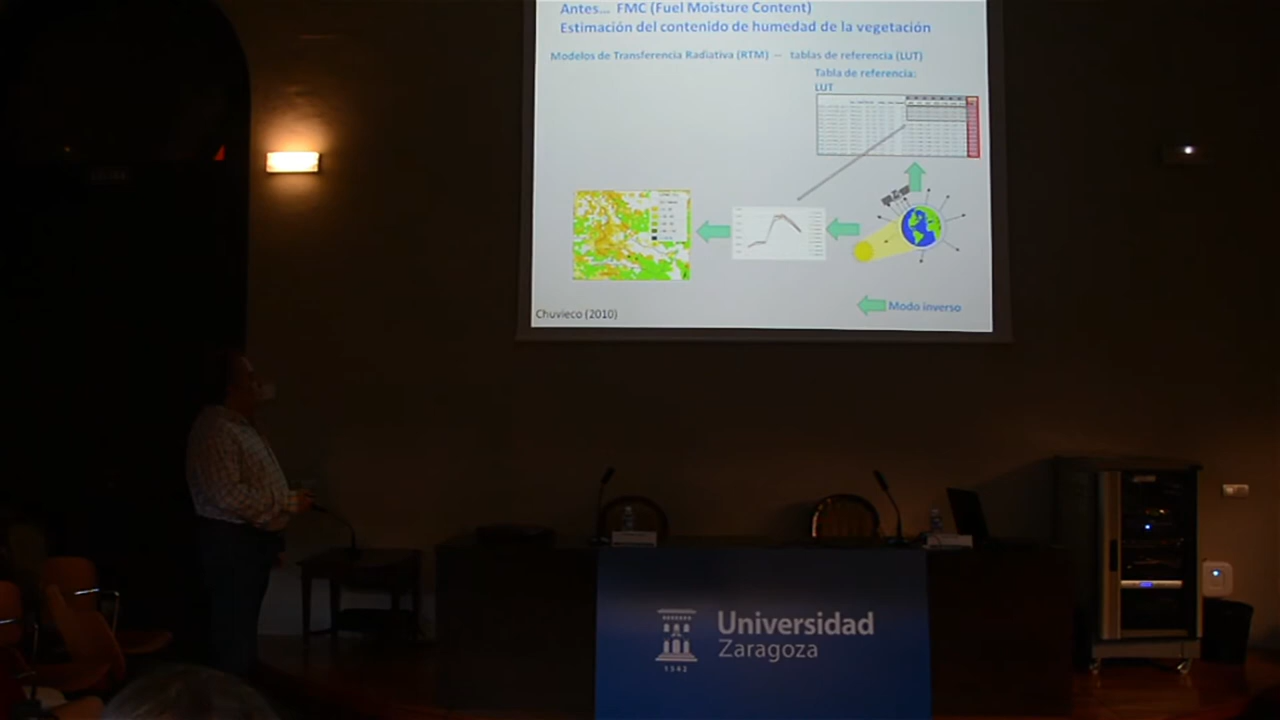 Antes... FMC (Fuel Moisture Content)
Estimación del contenido de humedad de la vegetación
Modelos de Transferencia Radiativa (RTM) – tablas de referencia (LUT)
Tabla de referencia:
LUT
Modo inverso
Chuvieco (2010)
Universidad
Zaragoza
1542